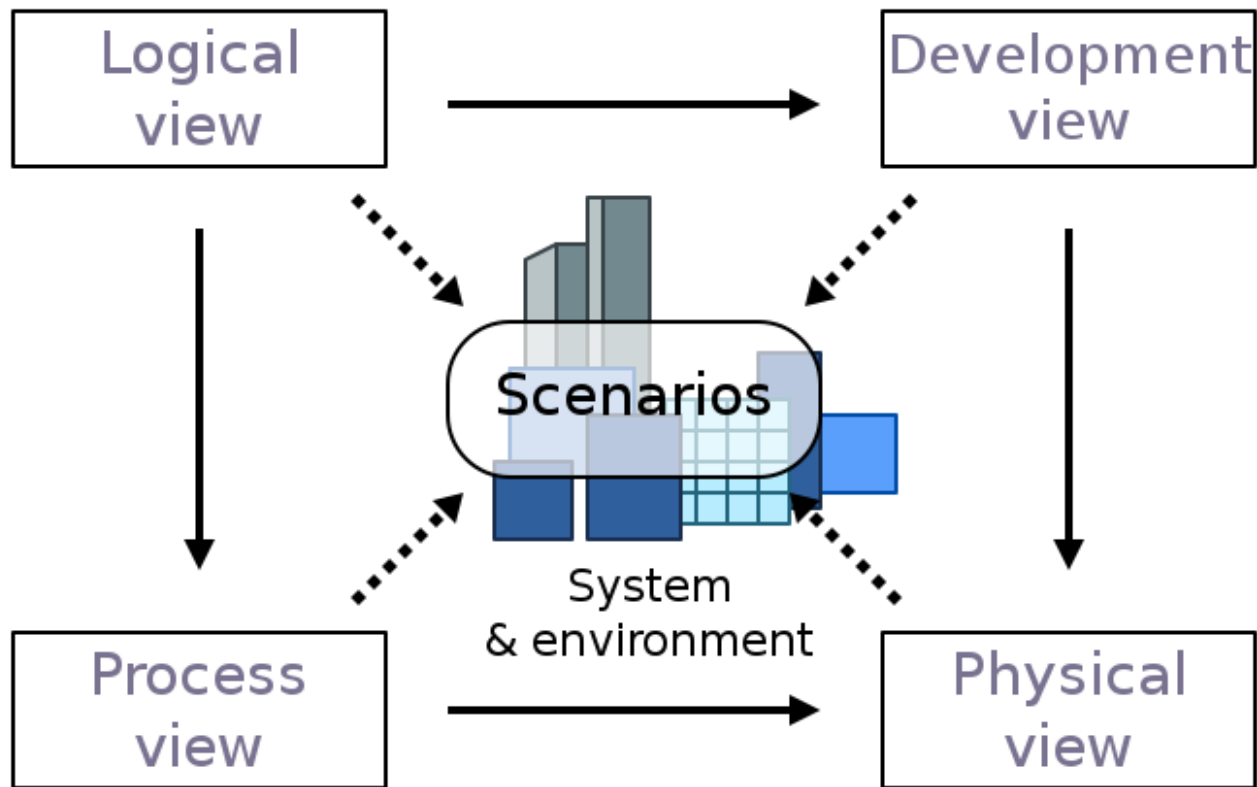 Logical
view
Development
view
Scenarios
System
& environment
Process
view
Physical
view